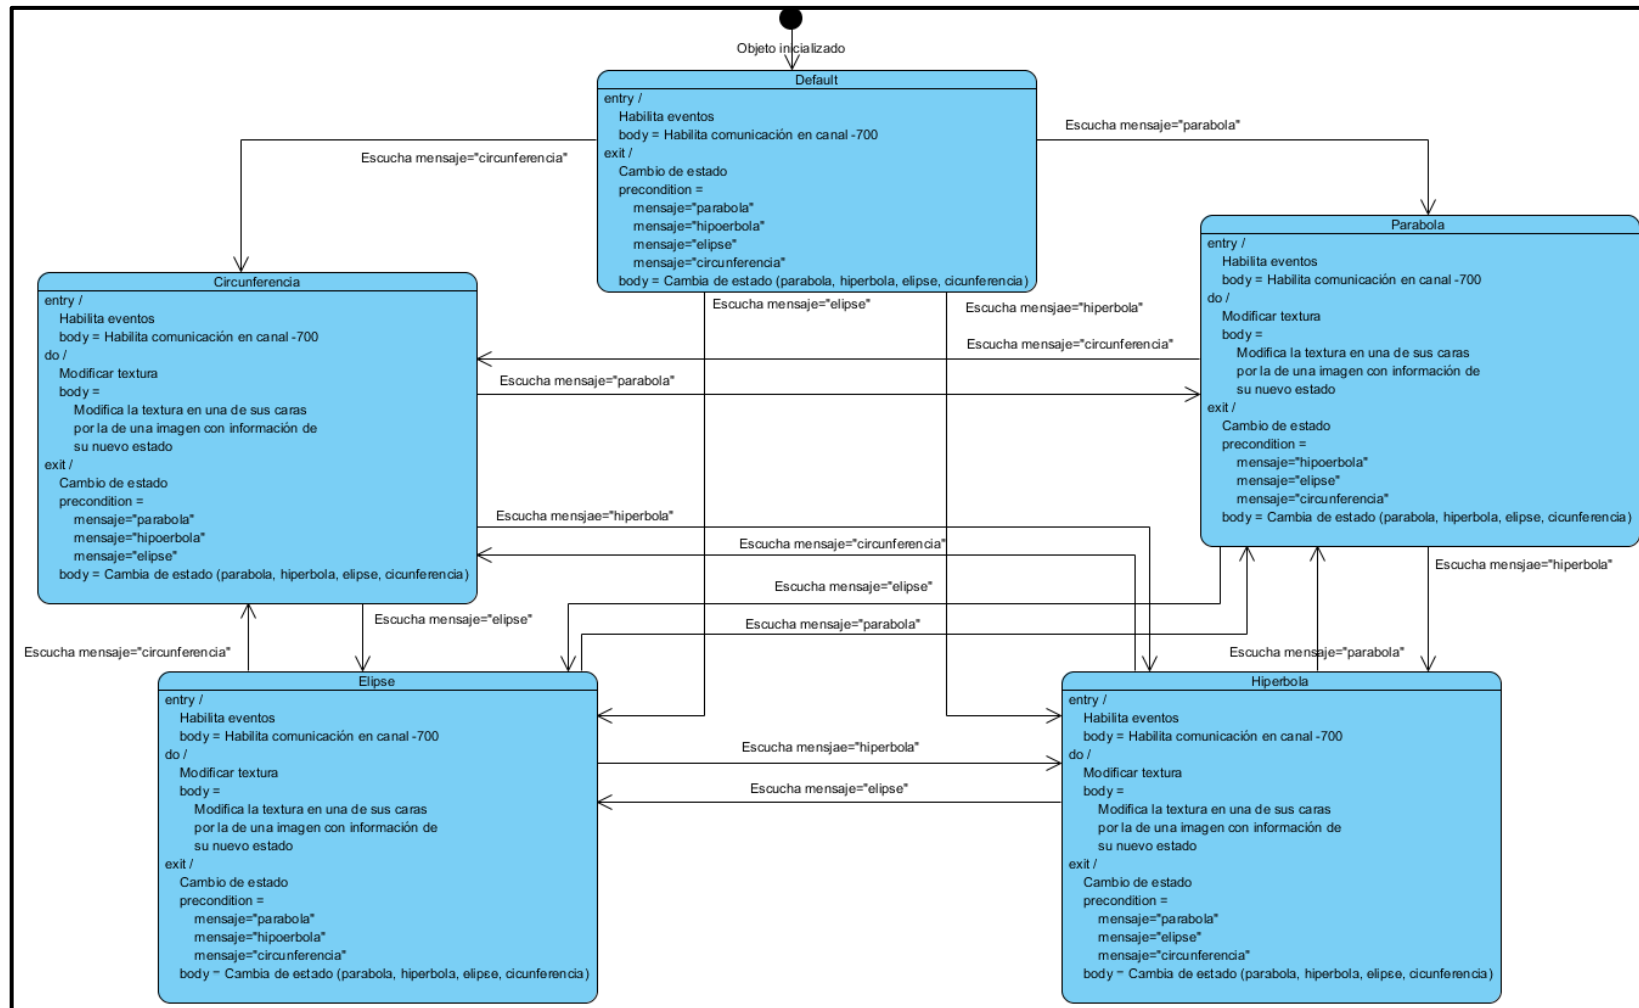 Objeto inicializado
Default
entry /
Habilita eventos
body = Habilita comunicación en canal -700
exit /
Cambio de estado
precondition =
mensaje="parabola"
mensaje="hipoerbola"
mensaje="elipse"
mensaje="circunferencia"
body = Cambia de estado (parabola, hiperbola, elipse, cicunferencia)
Escucha mensaje="circunferencia"
Escucha mensaje="parabola"
Escucha mensaje="elipse"
Escucha mensjae="hiperbola"
Circunferencia
entry /
Habilita eventos
body = Habilita comunicación en canal -700
do /
Modificar textura
body =
Modifica la textura en una de sus caras
por la de una imagen con información de
su nuevo estado
exit /
Cambio de estado
precondition =
mensaje="parabola"
mensaje="hipoerbola"
mensaje="elipse"
body = Cambia de estado (parabola, hiperbola, elipse, cicunferencia)
Parabola
entry /
Habilita eventos
body = Habilita comunicación en canal -700
do /
Modificar textura
body =
Modifica la textura en una de sus caras
por la de una imagen con información de
su nuevo estado
exit /
Cambio de estado
precondition =
mensaje="hipoerbola"
mensaje="elipse"
mensaje="circunferencia"
body = Cambia de estado (parabola, hiperbola, elipse, cicunferencia)
Escucha mensaje="circunferencia"
Escucha mensaje="parabola"
Escucha mensjae="hiperbola"
Escucha mensaje="circunferencia"
Escucha mensaje="elipse"
Escucha mensaje="parabola"
Escucha mensjae="hiperbola"
Escucha mensaje="elipse"
Escucha mensaje="circunferencia"
Escucha mensaje="parabola"
Elipse
entry /
Habilita eventos
body = Habilita comunicación en canal -700
do /
Modificar textura
body =
Modifica la textura en una de sus caras
por la de una imagen con información de
su nuevo estado
exit /
Cambio de estado
precondition =
mensaje="parabola"
mensaje="hipoerbola"
mensaje="circunferencia"
body = Cambia de estado (parabola, hiperbola, elipse, cicunferencia)
Escucha mensjae="hiperbola"
Escucha mensaje="elipse"
Hiperbola
entry /
Habilita eventos
body = Habilita comunicación en canal -700
do /
Modificar textura
body =
Modifica la textura en una de sus caras
por la de una imagen con información de
su nuevo estado
exit /
Cambio de estado
precondition =
mensaje="parabola"
mensaje="elipse"
mensaje="circunferencia"
body = Cambia de estado (parabola, hiperbola, elipse, cicunferencia)